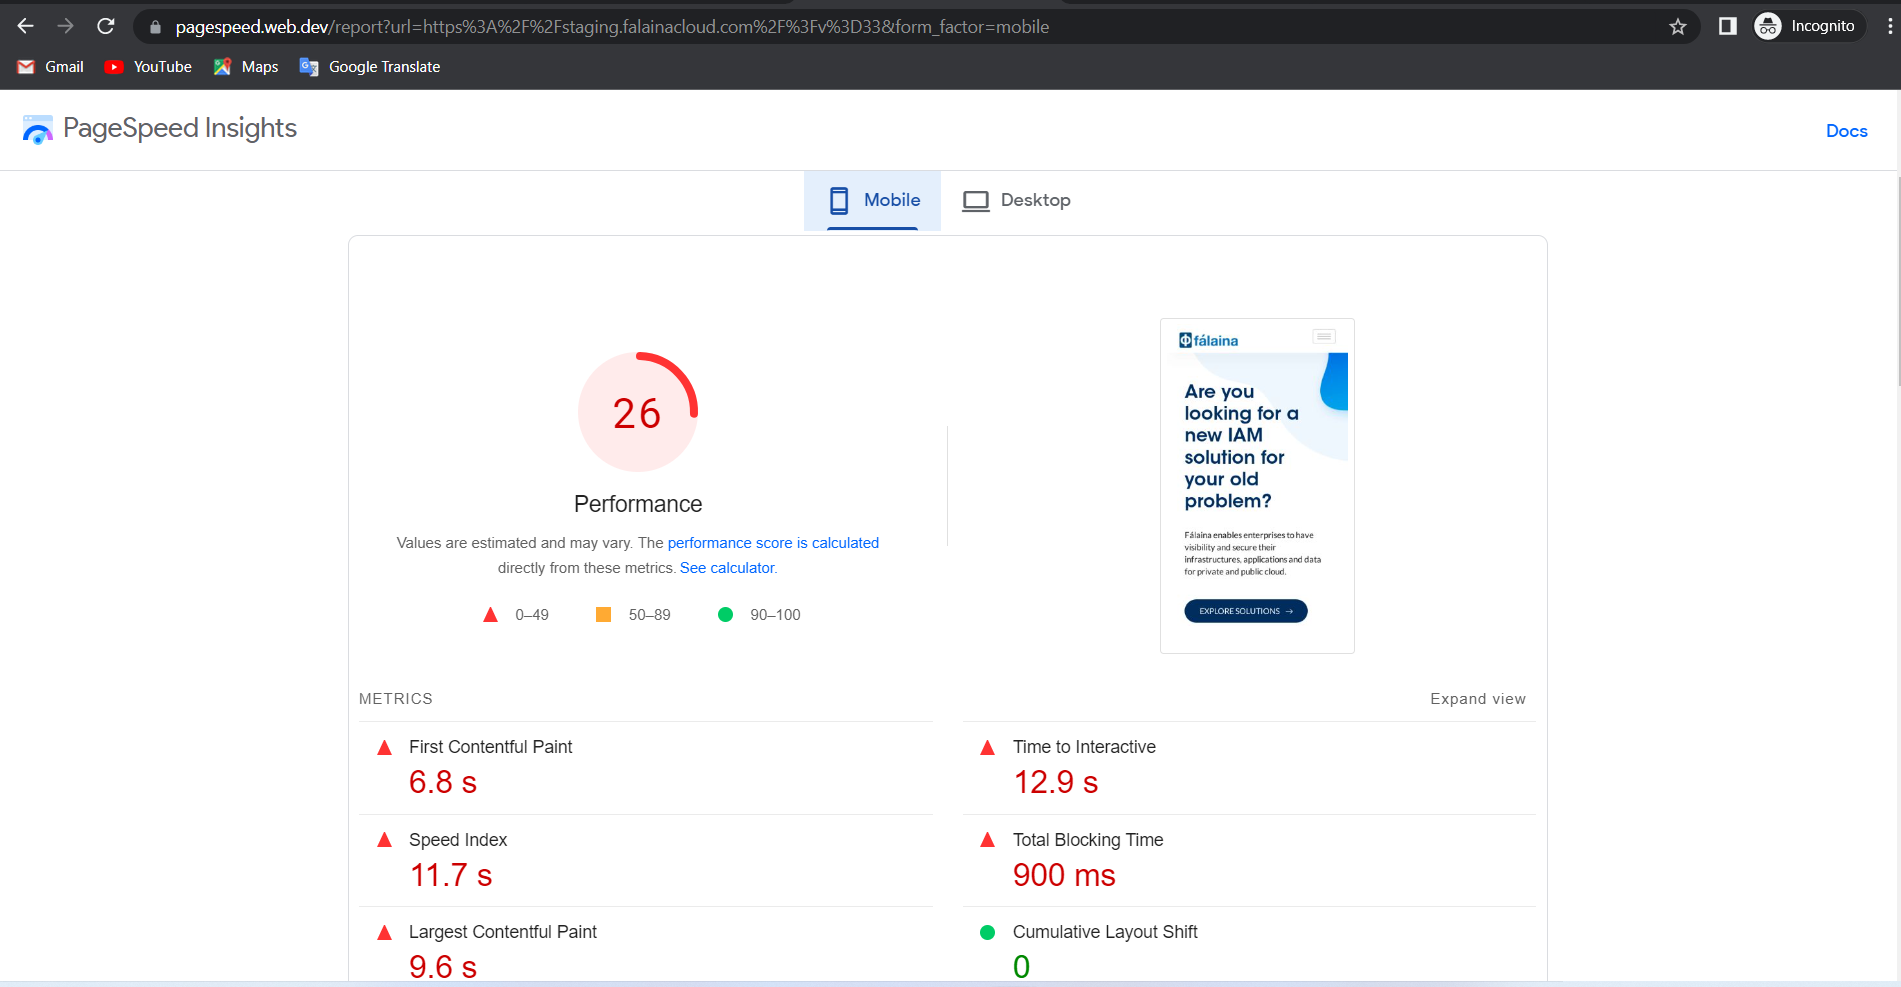 pagespeed.web.dev/report?url=https%3A%2F%2Fstaging.falainacloud.com%2F%3Fv%3D33&form_factor=mobile
Incognito
Gmail
YouTube
Maps
Google Translate
PageSpeed Insights
Docs
Mobile
Desktop
26
Performance
Values are estimated and may vary. The performance score is calculated
directly from these metrics. See calculator.
0–49
50–89
90–100
fálaina
Are you
looking for a
new IAM
solution for
your old
problem?
Fálaina enables enterprises to have
visibility and secure their
infrastructures, applications and data
for private and public cloud.
EXPLORE SOLUTIONS →
METRICS
Expand view
First Contentful Paint
6.8 s
Time to Interactive
12.9 s
Speed Index
11.7 s
Total Blocking Time
900 ms
Largest Contentful Paint
9.6 s
Cumulative Layout Shift
0